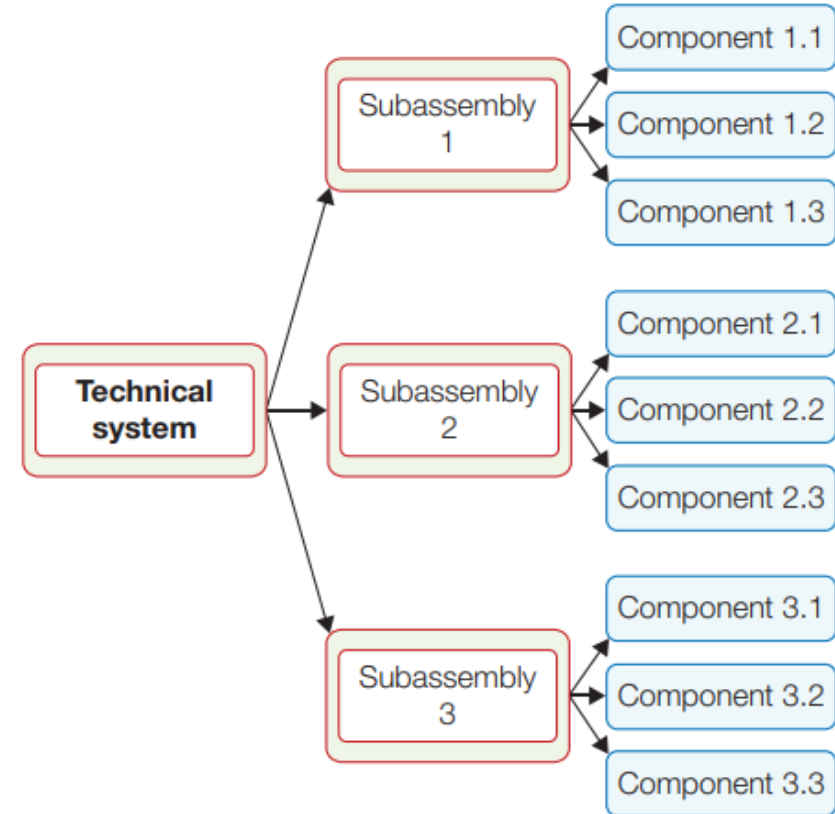 Component 1.1
Subassembly
1
Component 1.2
Component 1.3
Technical
system
Component 2.1
Subassembly
2
Component 2.2
Component 2.3
Component 3.1
Subassembly
3
Component 3.2
Component 3.3